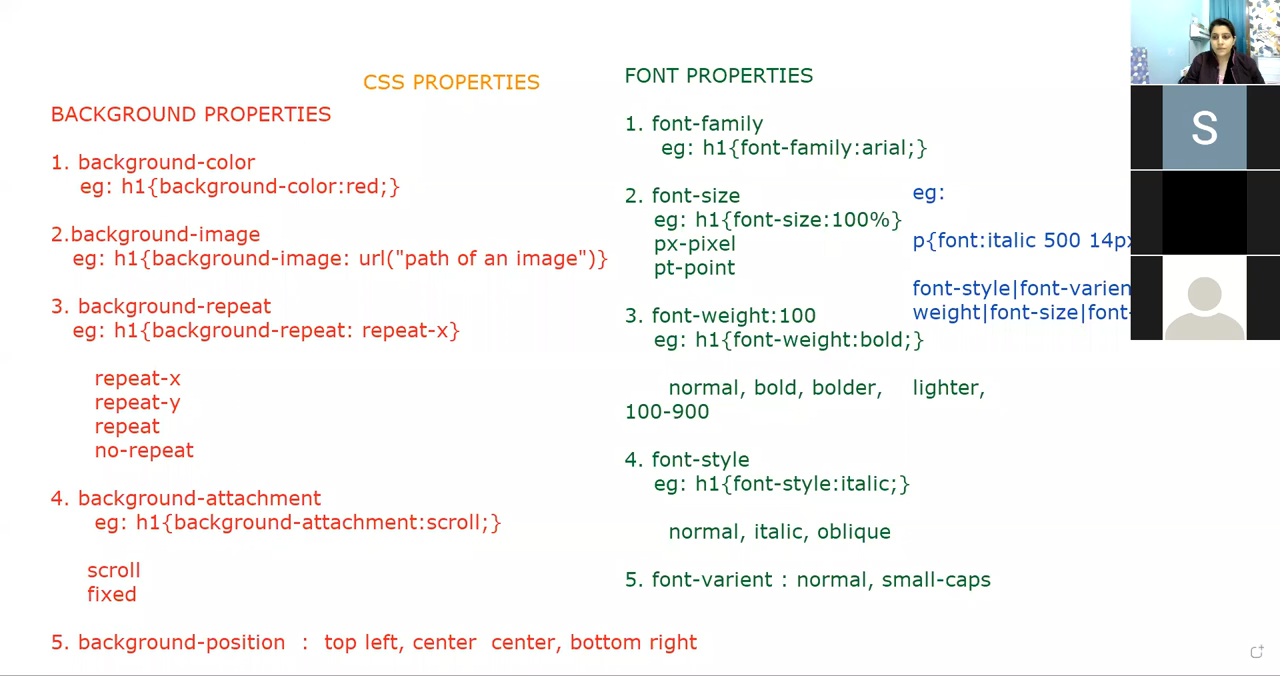 CSS PROPERTIES
BACKGROUND PROPERTIES
1. background-color
eg: h1{background-color:red;}
2.background-image
eg: h1{background-image: url("path of an image")}
3. background-repeat
eg: h1{background-repeat: repeat-x}
repeat-x
repeat-y
repeat
no-repeat
4. background-attachment
eg: h1{background-attachment:scroll;}
scroll
fixed
5. background-position : top left, center center, bottom right
FONT PROPERTIES
1. font-family
eg: h1{font-family:arial;}
2. font-size
eg: h1{font-size:100%}
px-pixel
pt-point
3. font-weight:100
eg: h1{font-weight:bold;}
normal, bold, bolder, lighter,
100-900
4. font-style
eg: h1{font-style:italic;}
normal, italic, oblique
5. font-varient : normal, small-caps
eg:
p{font:italic 500 14px
font-style|font-varien
weight|font-size|font-
S